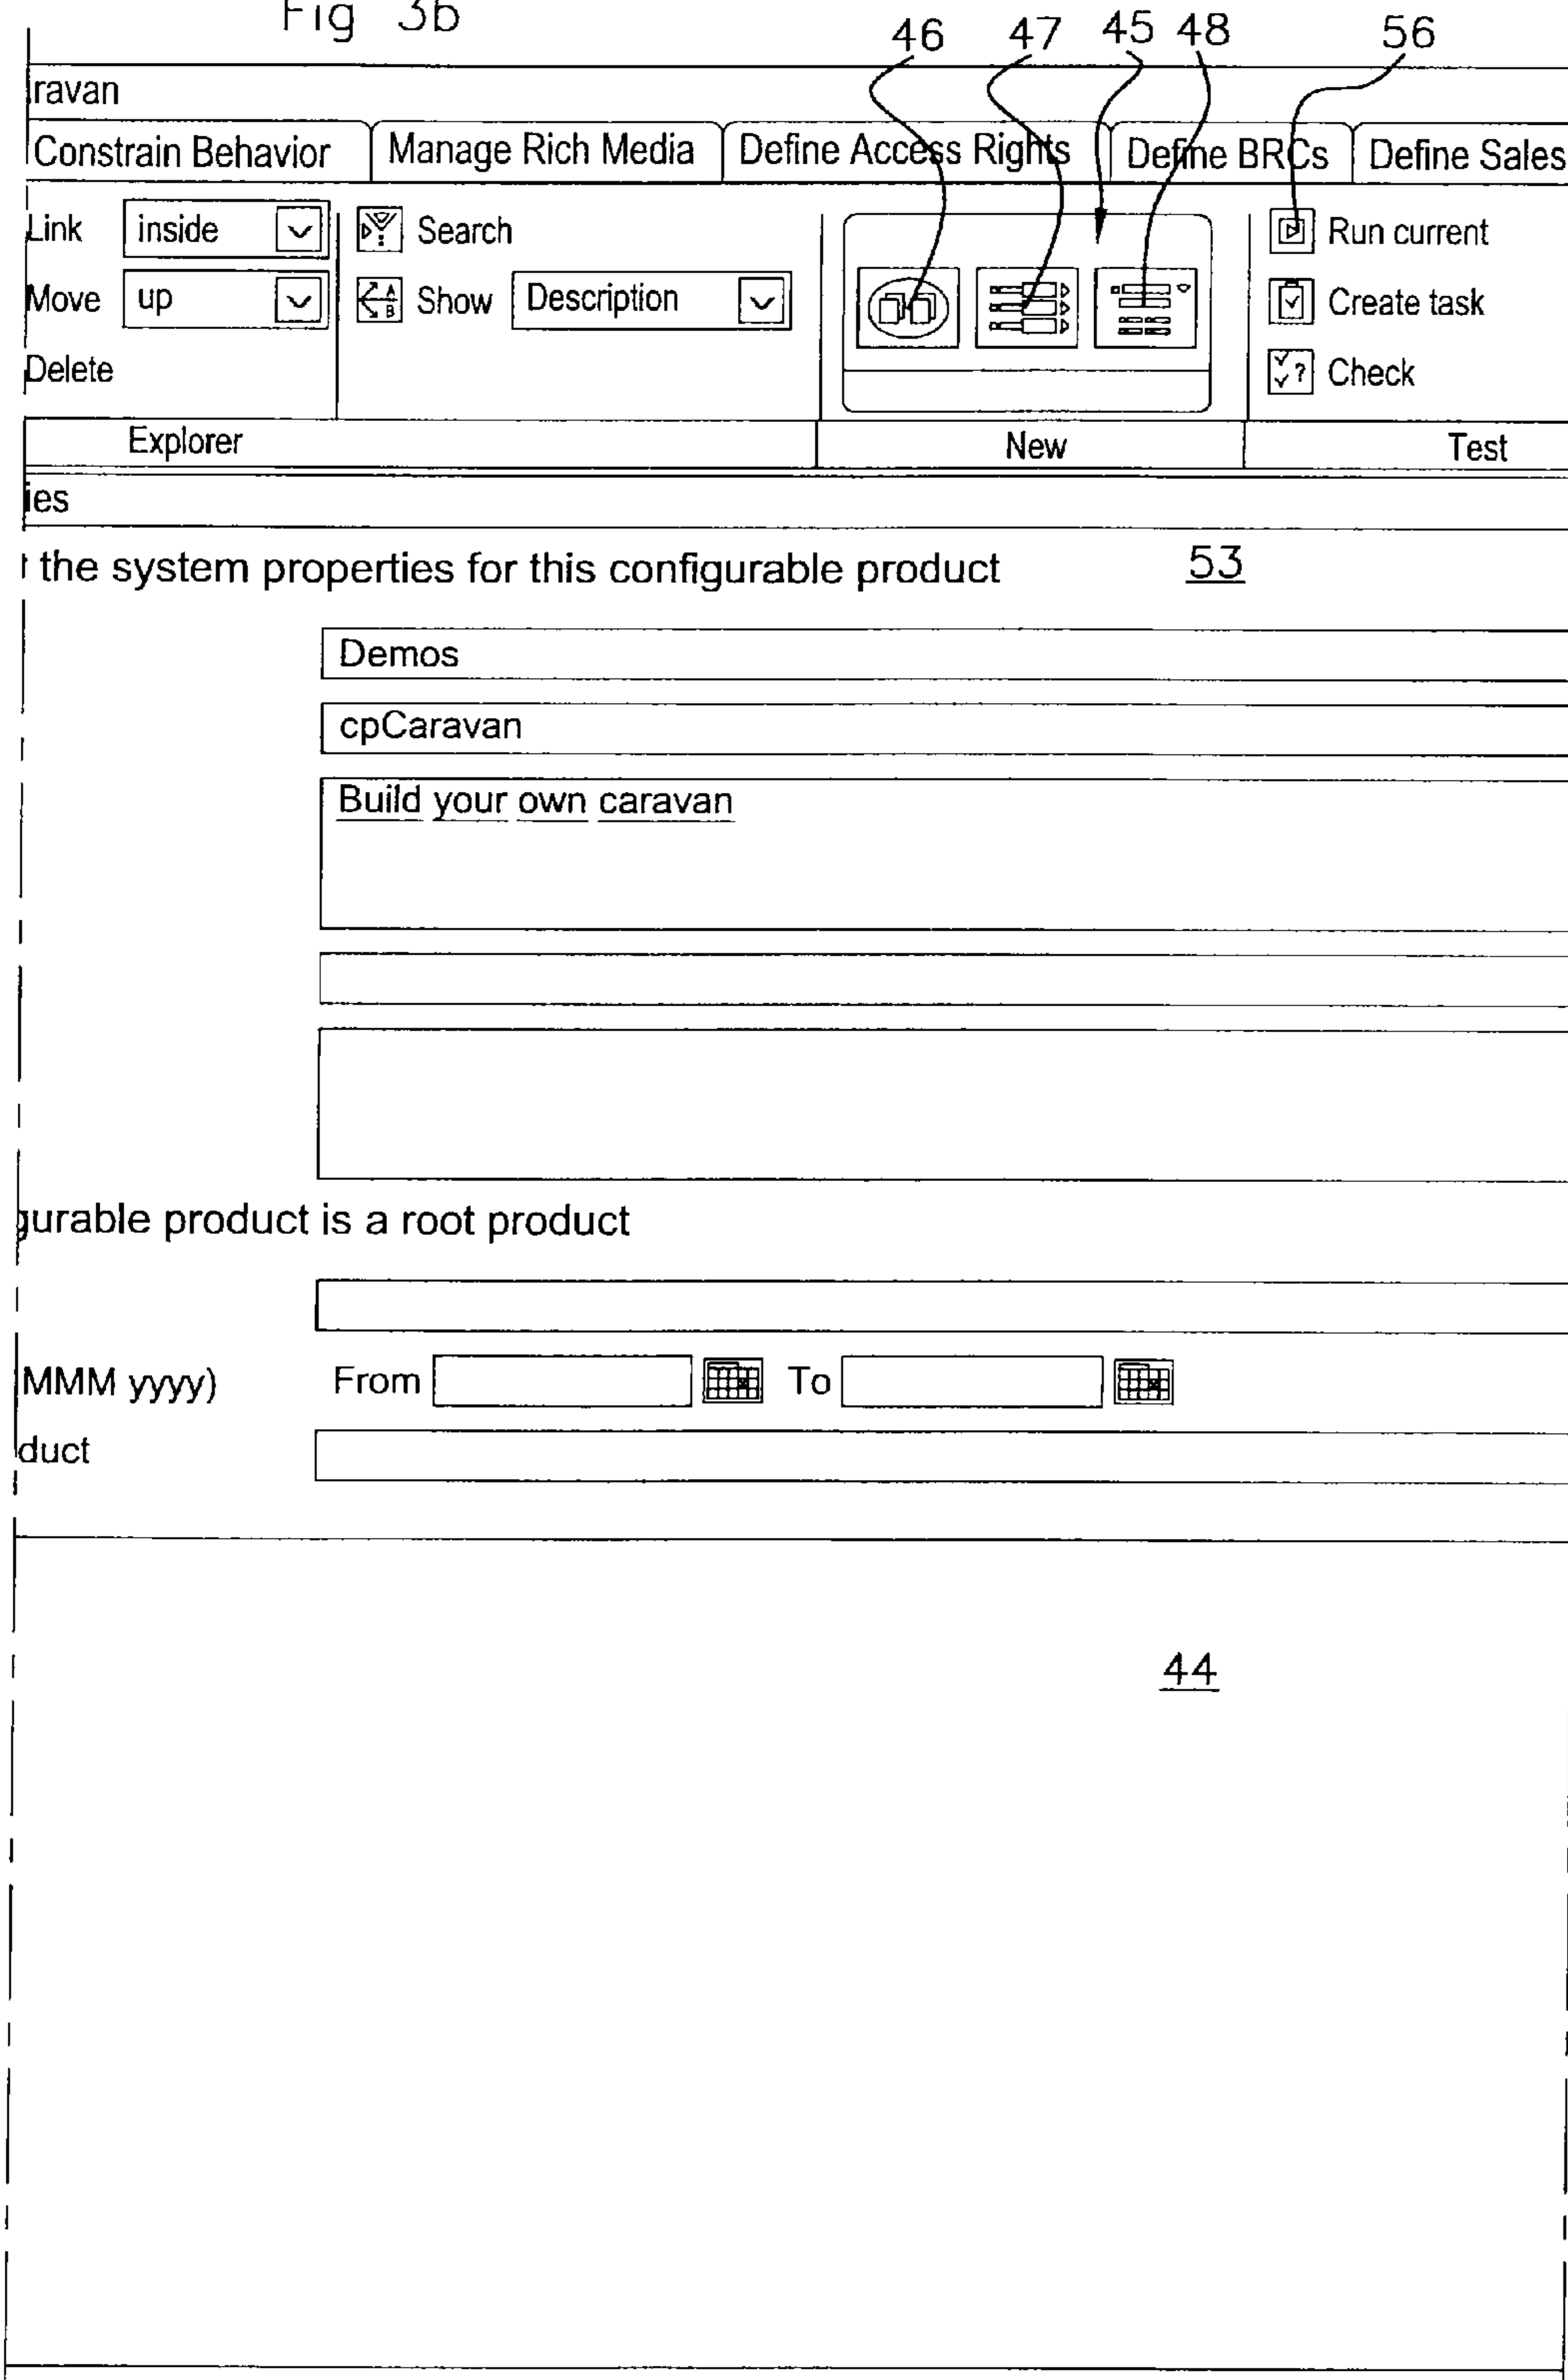 Fig 3b
46 47 45 48 56
ravan
Constrain Behavior Manage Rich Media Define Access Rights Define BRCs Define Sales
Link inside Search Run current
Move up Show Description Create task
Delete Check
Explorer New Test
ies
the system properties for this configurable product 53
Demos
cpCaravan
Build your own caravan
gurable product is a root product
MMM yyyy) From To
duct
44